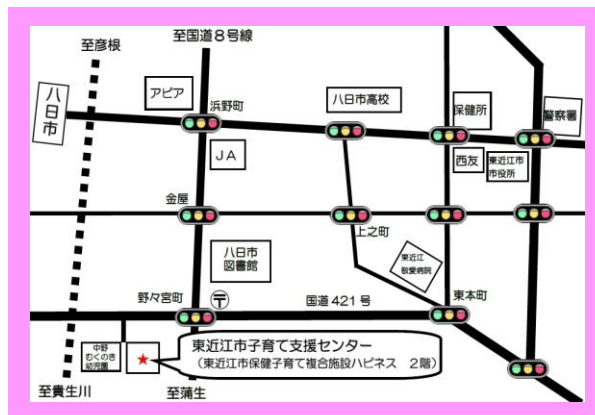 至彦根
至国道8号線
八日市
アピア
浜野町
八日市高校
保健所
警察署
JA
西友
東近江市
市役所
金屋
上之町
八日市
図書館
東近江
敬愛病院
野々宮町
〒
国道421号
東本町
中野
むくのき
幼児園
東近江市子育て支援センター
(東近江市保健子育て複合施設ハピネス 2階)
至貴生川
至蒲生